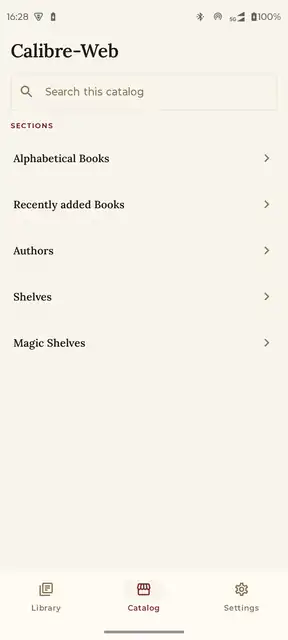 16:28
5G
100%
Calibre-Web
Search this catalog
SECTIONS
Alphabetical Books
Recently added Books
Authors
Shelves
Magic Shelves
Library
Catalog
Settings